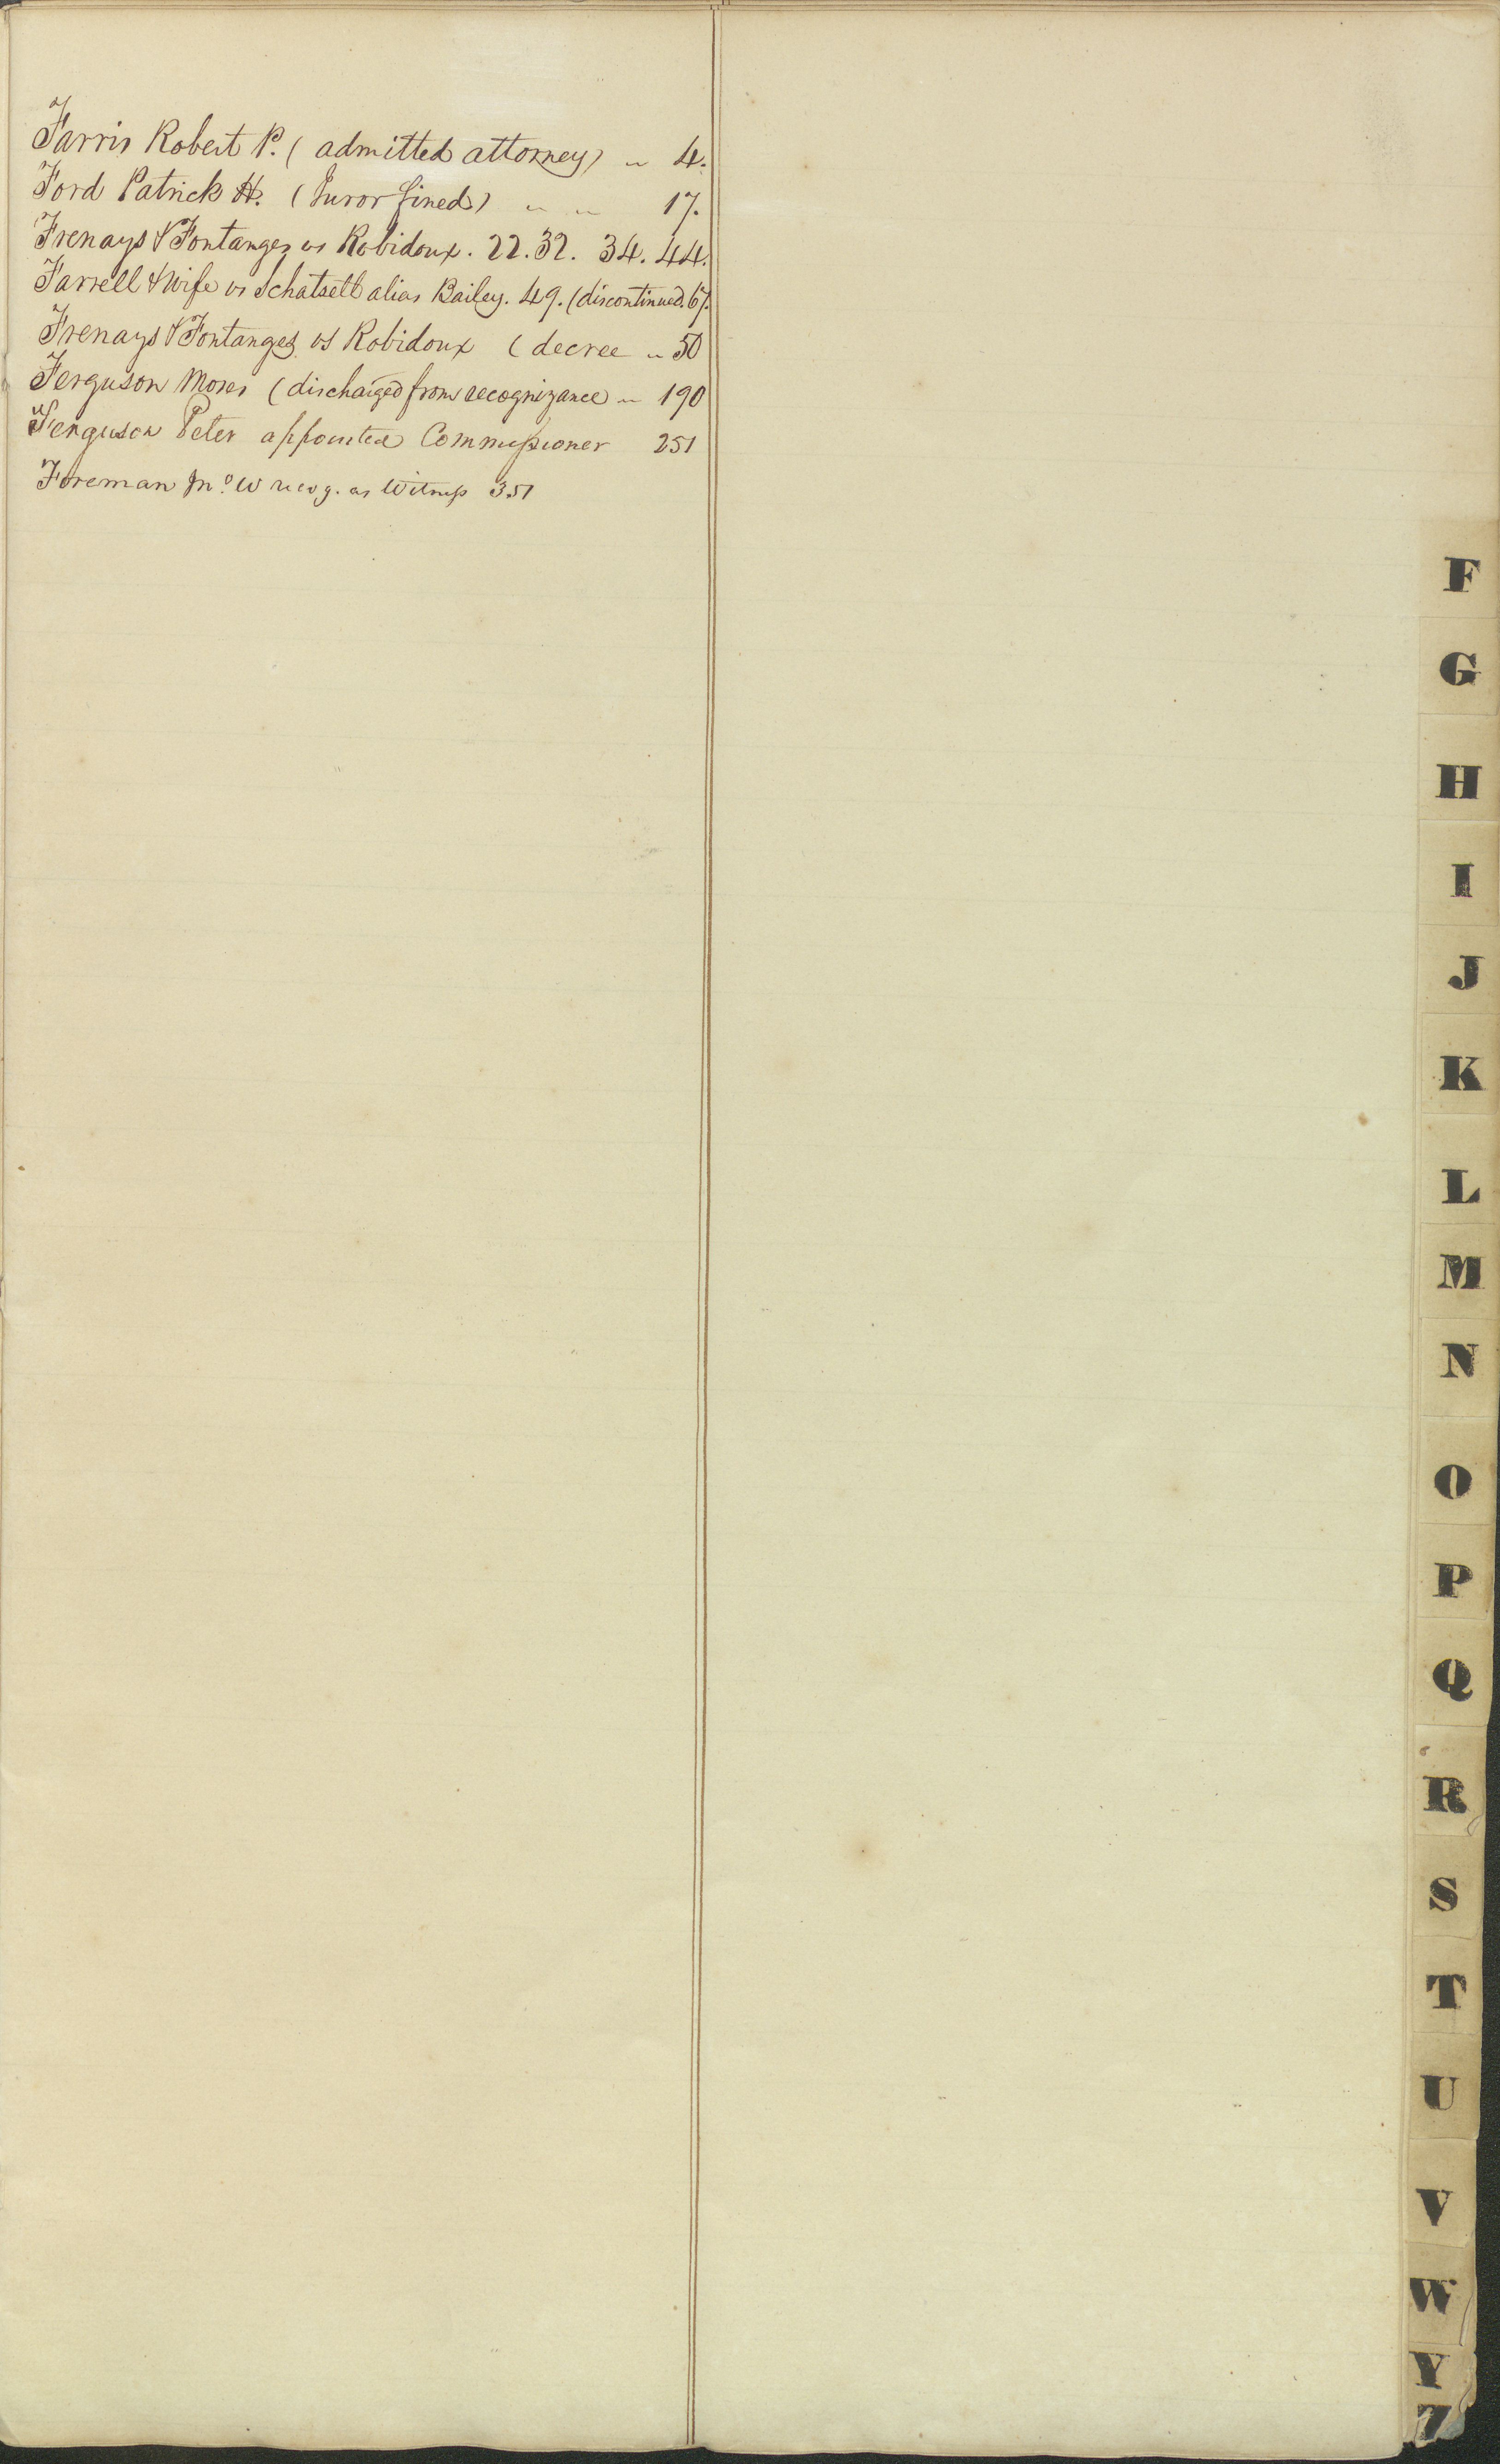 Farris Robert P. ( admitted attorney) " 4.
Ford Patrick H. (Juror fined) " " 17.
Frenays & Fontanges vs Robidoux. 22. 32. 34. 44.
Farrell & Wife vs Schatsell alias Bailey. 49. (discontinued. 67.
Frenays & Fontanges vs Robidoux ( decree " 50
Ferguson Moses (discharged from recognizance " 190
Ferguson Peter appointed Commissioner 251
Foreman Jno W recog. as Witness 351
F
G
H
I
J
K
L
M
N
O
P
Q
R
S
T
U
V
W
Y
Z